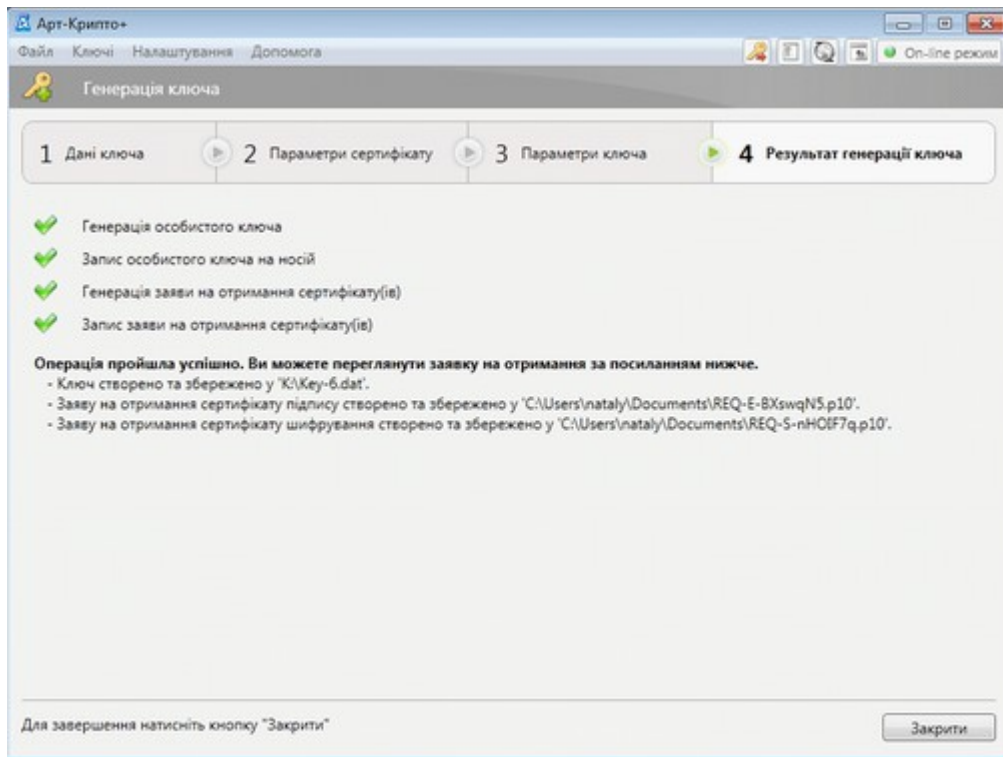 Арт-Крипто+
Файл Ключі Налаштування Допомога
On-line режим
Генерація ключа
1 Дані ключа 2 Параметри сертифікату 3 Параметри ключа 4 Результат генерації ключа
Генерація особистого ключа
Запис особистого ключа на носій
Генерація заяви на отримання сертифікату(ів)
Запис заяви на отримання сертифікату(ів)
Операція пройшла успішно. Ви можете переглянути заявку на отримання за посиланням нижче.
- Ключ створено та збережено у 'K:\Key-6.dat'.
- Заяву на отримання сертифікату підпису створено та збережено у 'C:\Users\nataly\Documents\REQ-E-BXswqN5.p10'.
- Заяву на отримання сертифікату шифрування створено та збережено у 'C:\Users\nataly\Documents\REQ-S-nHOIF7q.p10'.
Для завершення натисніть кнопку "Закрити"
Закрити